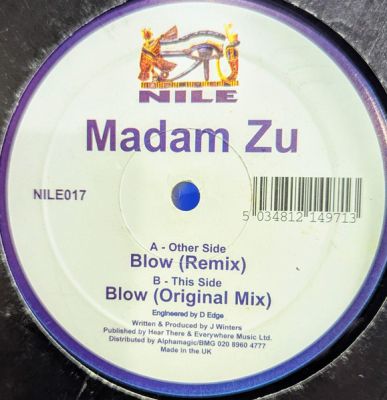 NILE
Madam Zu
NILE017
5 034812 149713
A - Other Side
Blow (Remix)
B - This Side
Blow (Original Mix)
Engineered by D Edge
Written & Produced by J Winters
Published by Hear There & Everywhere Music Ltd.
Distributed by Alphamagic/BMG 020 8960 4777
Made in the UK